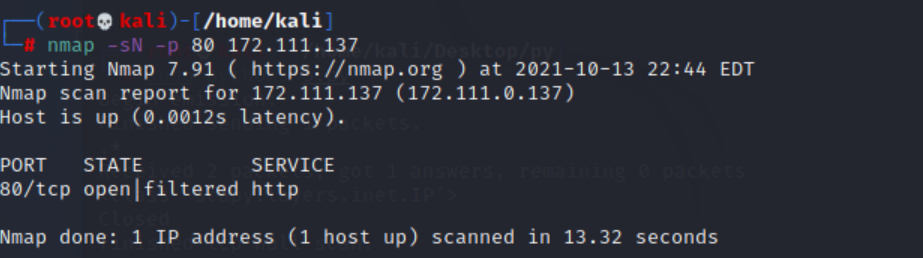 ┌──(root💀kali)-[/home/kali]
└─# nmap -sN -p 80 172.111.137
Starting Nmap 7.91 ( https://nmap.org ) at 2021-10-13 22:44 EDT
Nmap scan report for 172.111.137 (172.111.0.137)
Host is up (0.0012s latency).
PORT   STATE         SERVICE
80/tcp open|filtered http
Nmap done: 1 IP address (1 host up) scanned in 13.32 seconds